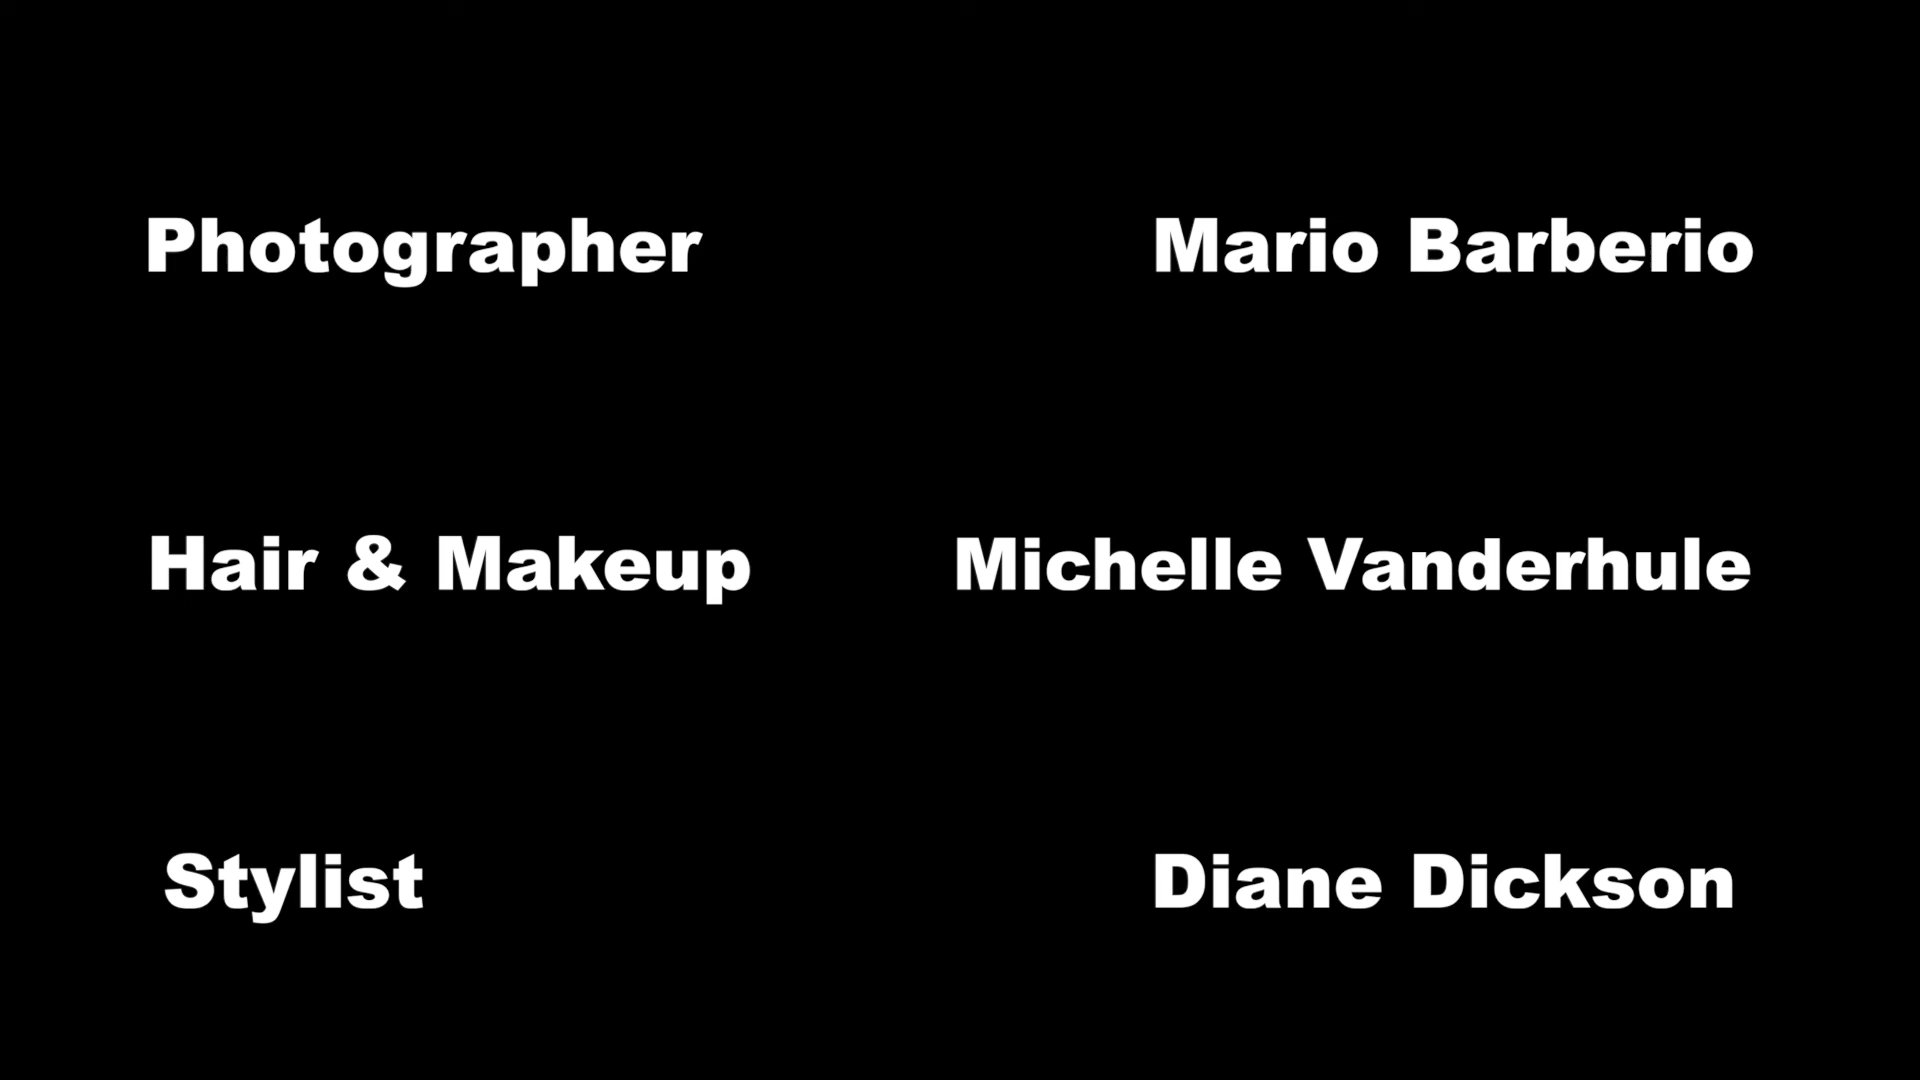 Photographer Mario Barberio
Hair & Makeup Michelle Vanderhule
Stylist Diane Dickson